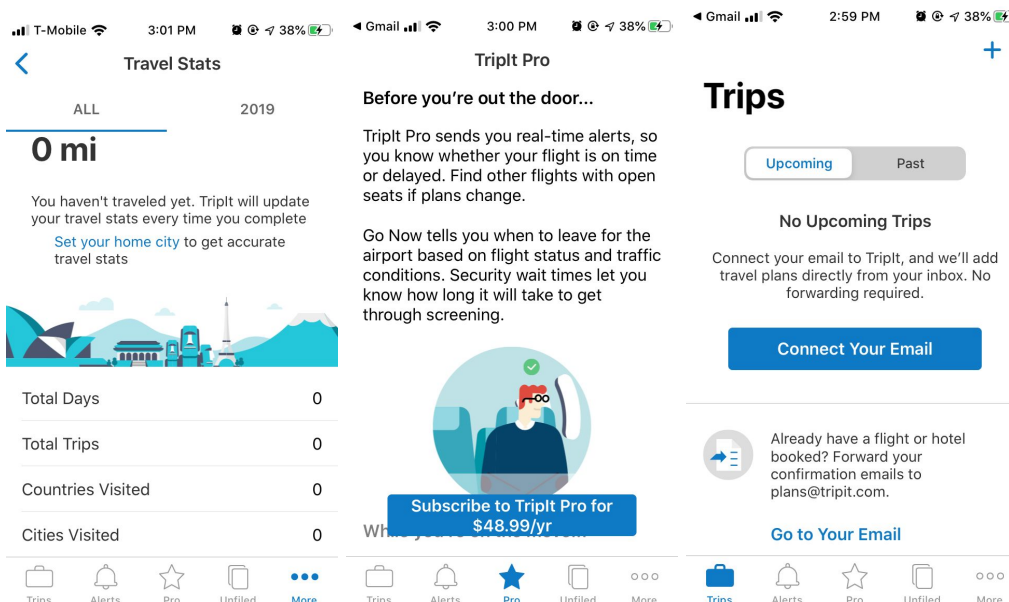 T-Mobile 3:01 PM 38%
Travel Stats
ALL 2019
0 mi
You haven't traveled yet. TripIt will update
your travel stats every time you complete
Set your home city to get accurate
travel stats
Total Days 0
Total Trips 0
Countries Visited 0
Cities Visited 0
Trips Alerts Pro Unfiled More
Gmail 3:00 PM 38%
TripIt Pro
Before you're out the door...
TripIt Pro sends you real-time alerts, so
you know whether your flight is on time
or delayed. Find other flights with open
seats if plans change.
Go Now tells you when to leave for the
airport based on flight status and traffic
conditions. Security wait times let you
know how long it will take to get
through screening.
Subscribe to TripIt Pro for
$48.99/yr
Trips Alerts Pro Unfiled More
Gmail 2:59 PM 38%
+
Trips
Upcoming Past
No Upcoming Trips
Connect your email to TripIt, and we'll add
travel plans directly from your inbox. No
forwarding required.
Connect Your Email
Already have a flight or hotel
booked? Forward your
confirmation emails to
plans@tripit.com.
Go to Your Email
Trips Alerts Pro Unfiled More